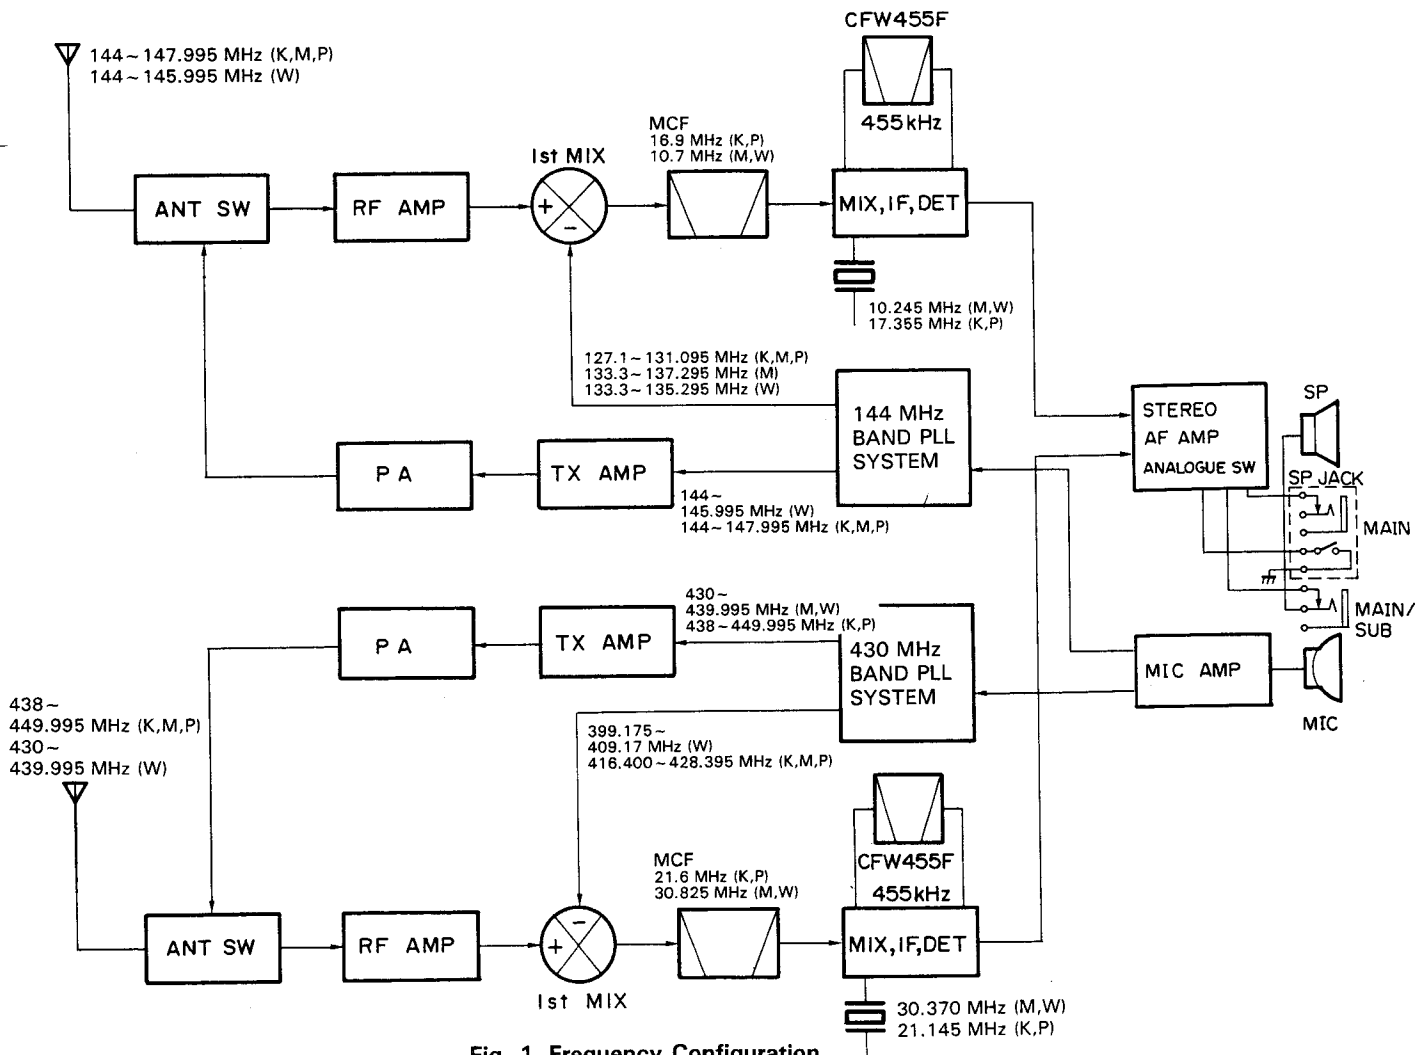 CFW455F
144~147.995 MHz (K,M,P)
144~145.995 MHz (W)
455kHz
MCF
16.9 MHz (K,P)
10.7 MHz (M,W)
1st MIX
ANT SW
RF AMP
+
−
MIX,IF,DET
10.245 MHz (M,W)
17.355 MHz (K,P)
127.1~131.095 MHz (K,M,P)
133.3~137.295 MHz (M)
133.3~135.295 MHz (W)
144 MHz
BAND PLL
SYSTEM
STEREO
AF AMP
ANALOGUE SW
SP
PA
TX AMP
SP JACK
144~
145.995 MHz (W)
144~147.995 MHz (K,M,P)
MAIN
430~
439.995 MHz (M,W)
438~449.995 MHz (K,P)
MAIN/
SUB
PA
TX AMP
430 MHz
BAND PLL
SYSTEM
MIC AMP
MIC
438~
449.995 MHz (K,M,P)
430~
439.995 MHz (W)
399.175~
409.17 MHz (W)
416.400~428.395 MHz (K,M,P)
MCF
21.6 MHz (K,P)
30.825 MHz (M,W)
CFW455F
455kHz
ANT SW
RF AMP
−
+
1st MIX
MIX,IF,DET
30.370 MHz (M,W)
21.145 MHz (K,P)
Fig. 1 Frequency Configuration